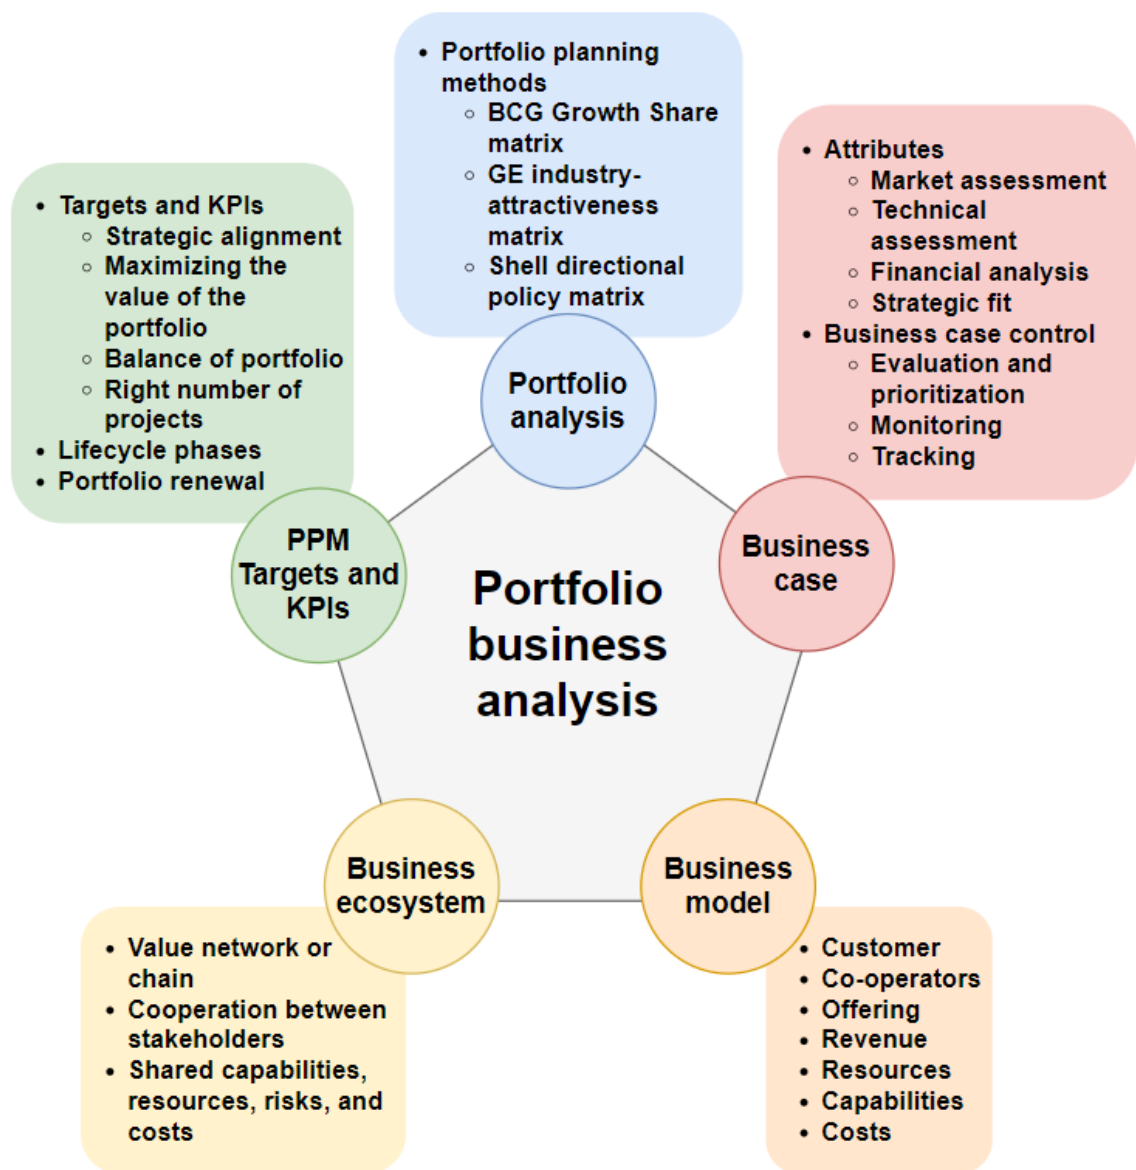 • Portfolio planning
methods
◦ BCG Growth Share
matrix
◦ GE industry-
attractiveness
matrix
◦ Shell directional
policy matrix
Portfolio
analysis
• Attributes
◦ Market assessment
◦ Technical
assessment
◦ Financial analysis
◦ Strategic fit
• Business case control
◦ Evaluation and
prioritization
◦ Monitoring
◦ Tracking
Business
case
• Targets and KPIs
◦ Strategic alignment
◦ Maximizing the
value of the
portfolio
◦ Balance of portfolio
◦ Right number of
projects
• Lifecycle phases
• Portfolio renewal
PPM
Targets and
KPIs
Portfolio
business
analysis
Business
ecosystem
• Value network or
chain
• Cooperation between
stakeholders
• Shared capabilities,
resources, risks, and
costs
Business
model
• Customer
• Co-operators
• Offering
• Revenue
• Resources
• Capabilities
• Costs